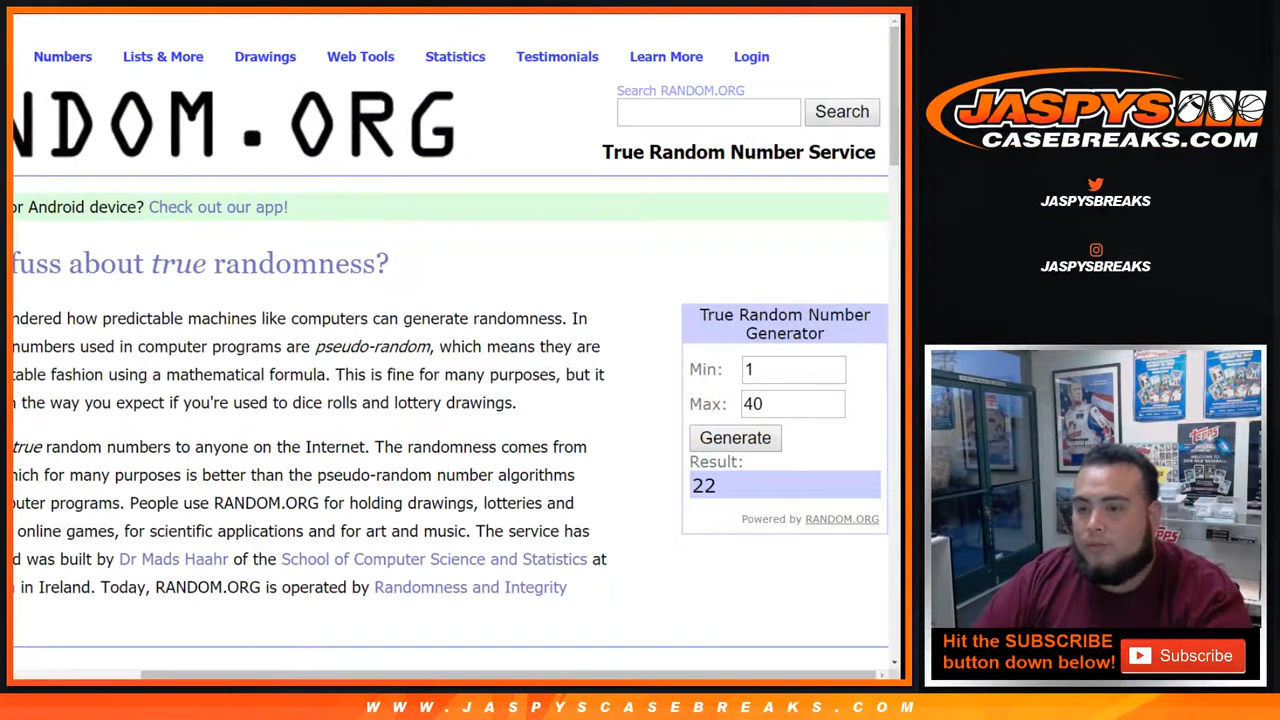 Numbers Lists & More Drawings Web Tools Statistics Testimonials Learn More Login
NDOM.ORG
Search RANDOM.ORG
Search
True Random Number Service
or Android device? Check out our app!
fuss about true randomness?
ndered how predictable machines like computers can generate randomness. In
numbers used in computer programs are pseudo-random, which means they are
table fashion using a mathematical formula. This is fine for many purposes, but it
n the way you expect if you're used to dice rolls and lottery drawings.
true random numbers to anyone on the Internet. The randomness comes from
hich for many purposes is better than the pseudo-random number algorithms
puter programs. People use RANDOM.ORG for holding drawings, lotteries and
online games, for scientific applications and for art and music. The service has
d was built by Dr Mads Haahr of the School of Computer Science and Statistics at
in Ireland. Today, RANDOM.ORG is operated by Randomness and Integrity
True Random Number
Generator
Min: 1
Max: 40
Generate
Result:
22
Powered by RANDOM.ORG
JASPYS
CASEBREAKS.COM
JASPYSBREAKS
JASPYSBREAKS
TOPPS
Hit the SUBSCRIBE
button down below!
Subscribe
WWW.JASPYSCASEBREAKS.COM